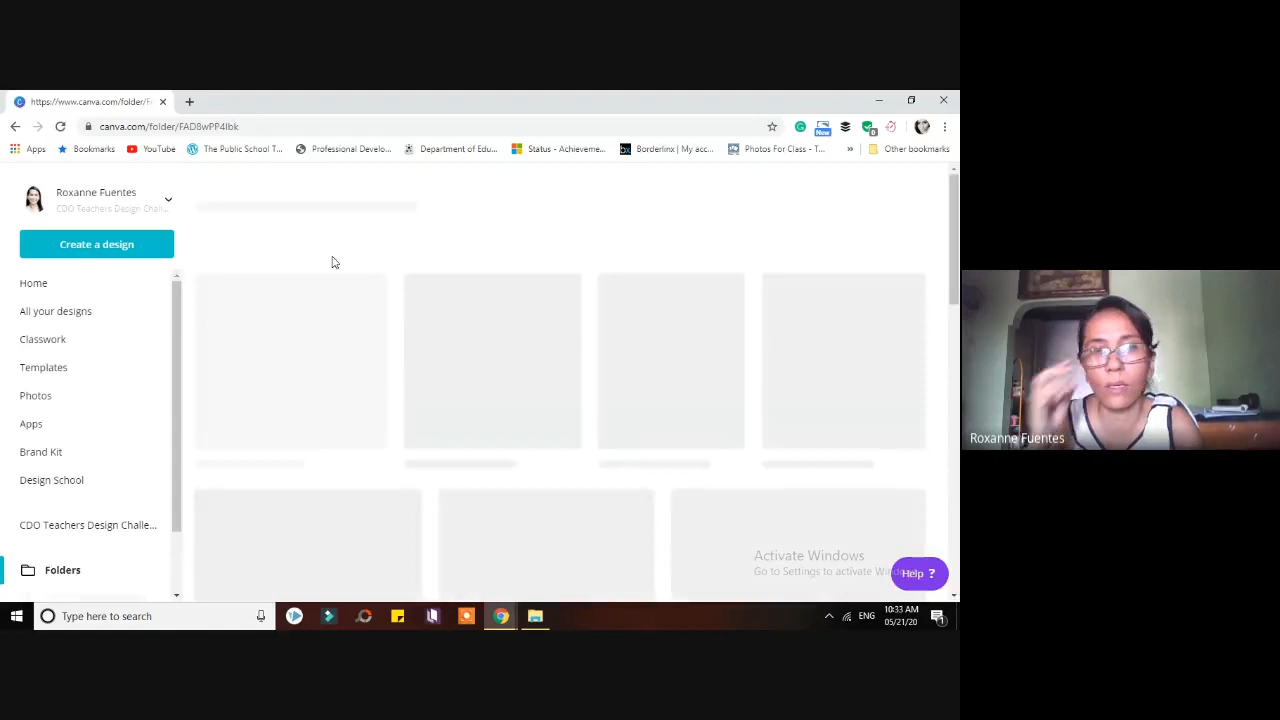 https://www.canva.com/folder/F
canva.com/folder/FAD8wPP4lbk
New
0
Apps
Bookmarks
YouTube
The Public School T...
Professional Develo...
Department of Edu...
Status - Achieveme...
Borderlinx | My acc...
Photos For Class - T...
»
Other bookmarks
Roxanne Fuentes
CDO Teachers Design Chall...
Create a design
Home
All your designs
Classwork
Templates
Photos
Apps
Brand Kit
Design School
CDO Teachers Design Challe...
Folders
Activate Windows
Go to Settings to activate Win
Help ?
Roxanne Fuentes
Type here to search
ENG
10:33 AM
05/21/20
1